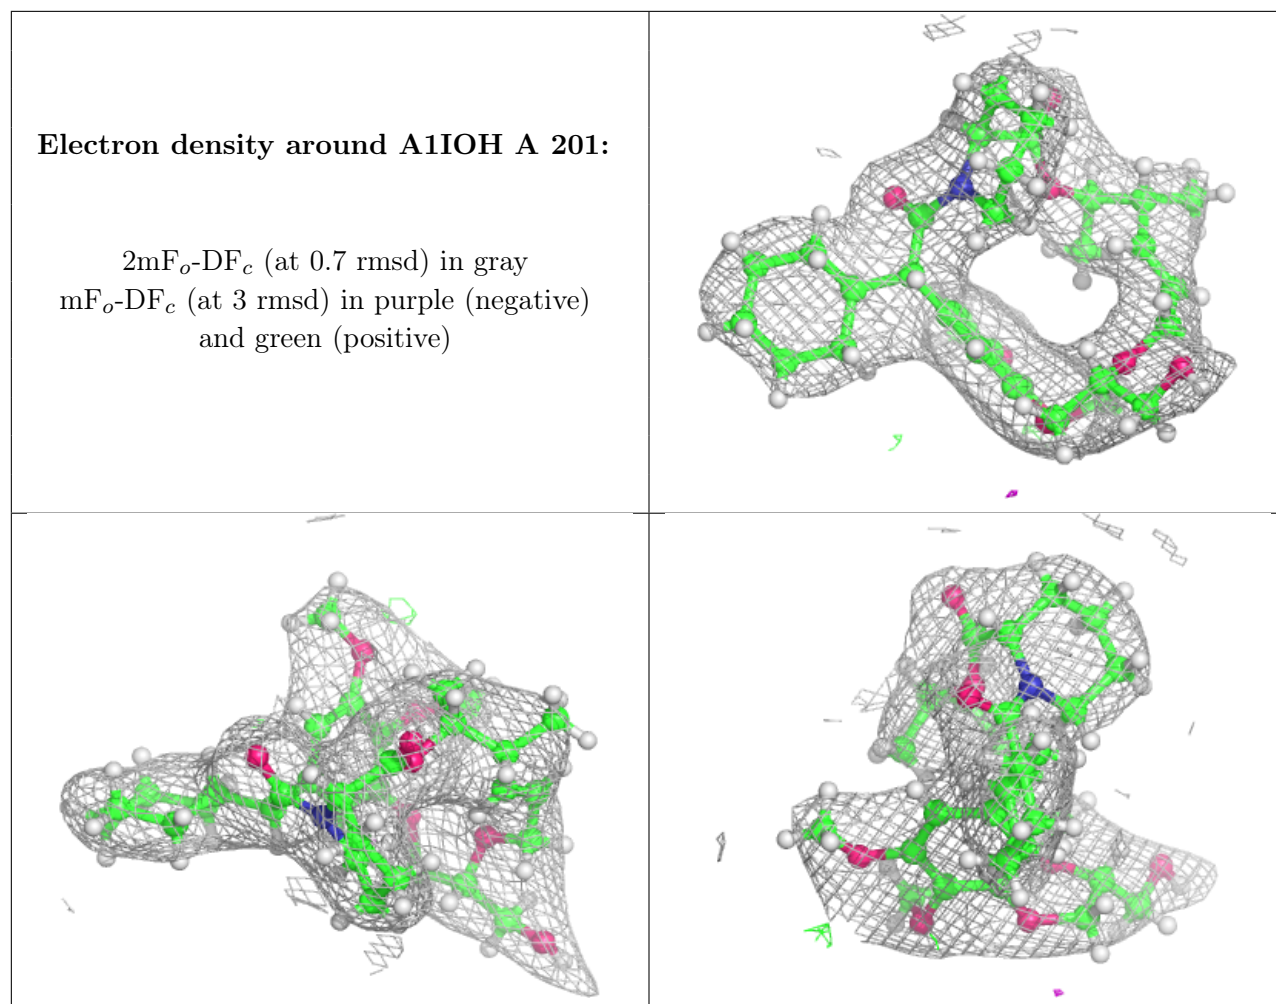 Electron density around A1IOH A 201:
2mFo-DFc (at 0.7 rmsd) in gray
mFo-DFc (at 3 rmsd) in purple (negative)
and green (positive)